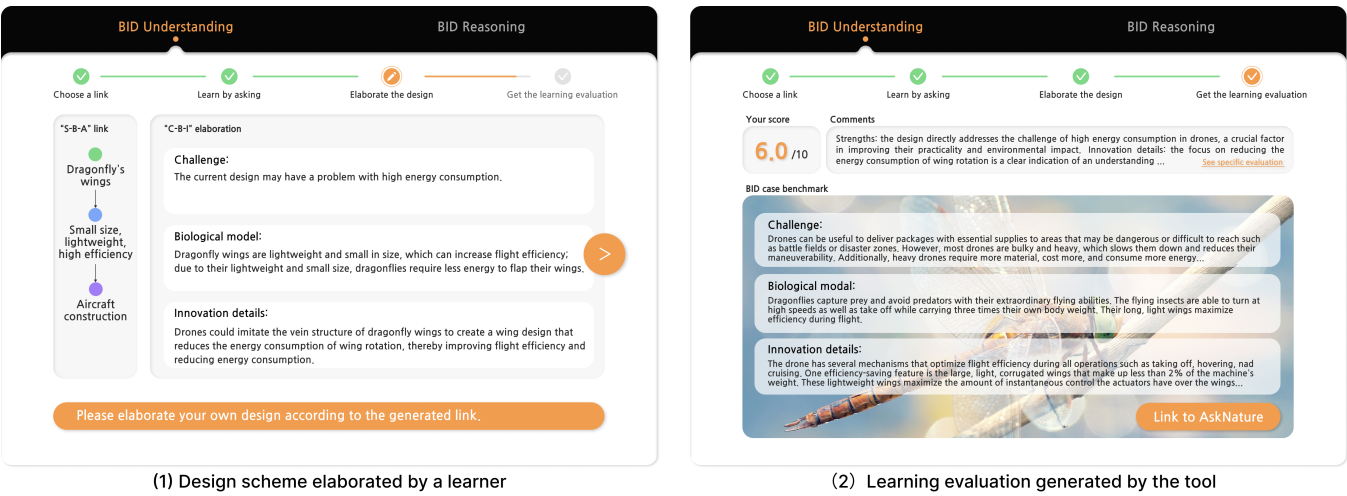 BID Understanding
BID Reasoning
Choose a link
Learn by asking
Elaborate the design
Get the learning evaluation
"S-B-A" link
Dragonfly's
wings
Small size,
lightweight,
high efficiency
Aircraft
construction
"C-B-I" elaboration
Challenge:
The current design may have a problem with high energy consumption.
Biological model:
Dragonfly wings are lightweight and small in size, which can increase flight efficiency;
due to their lightweight and small size, dragonflies require less energy to flap their wings.
>
Innovation details:
Drones could imitate the vein structure of dragonfly wings to create a wing design that
reduces the energy consumption of wing rotation, thereby improving flight efficiency and
reducing energy consumption.
Please elaborate your own design according to the generated link.
(1) Design scheme elaborated by a learner
BID Understanding
BID Reasoning
Choose a link
Learn by asking
Elaborate the design
Get the learning evaluation
Your score
6.0 /10
Comments
Strengths: the design directly addresses the challenge of high energy consumption in drones, a crucial factor
in improving their practicality and environmental impact. Innovation details: the focus on reducing the
energy consumption of wing rotation is a clear indication of an understanding ...
See specific evaluation
BID case benchmark
Challenge:
Drones can be useful to deliver packages with essential supplies to areas that may be dangerous or difficult to reach such
as battle fields or disaster zones. However, most drones are bulky and heavy, which slows them down and reduces their
maneuverability. Additionally, heavy drones require more material, cost more, and consume more energy...
Biological modal:
Dragonflies capture prey and avoid predators with their extraordinary flying abilities. The flying insects are able to turn at
high speeds as well as take off while carrying three times their own body weight. Their long, light wings maximize
efficiency during flight.
Innovation details:
The drone has several mechanisms that optimize flight efficiency during all operations such as taking off, hovering, nad
cruising. One efficiency-saving feature is the large, light, corrugated wings that make up less than 2% of the machine's
weight. These lightweight wings maximize the amount of instantaneous control the actuators have over the wings...
Link to AskNature
(2) Learning evaluation generated by the tool